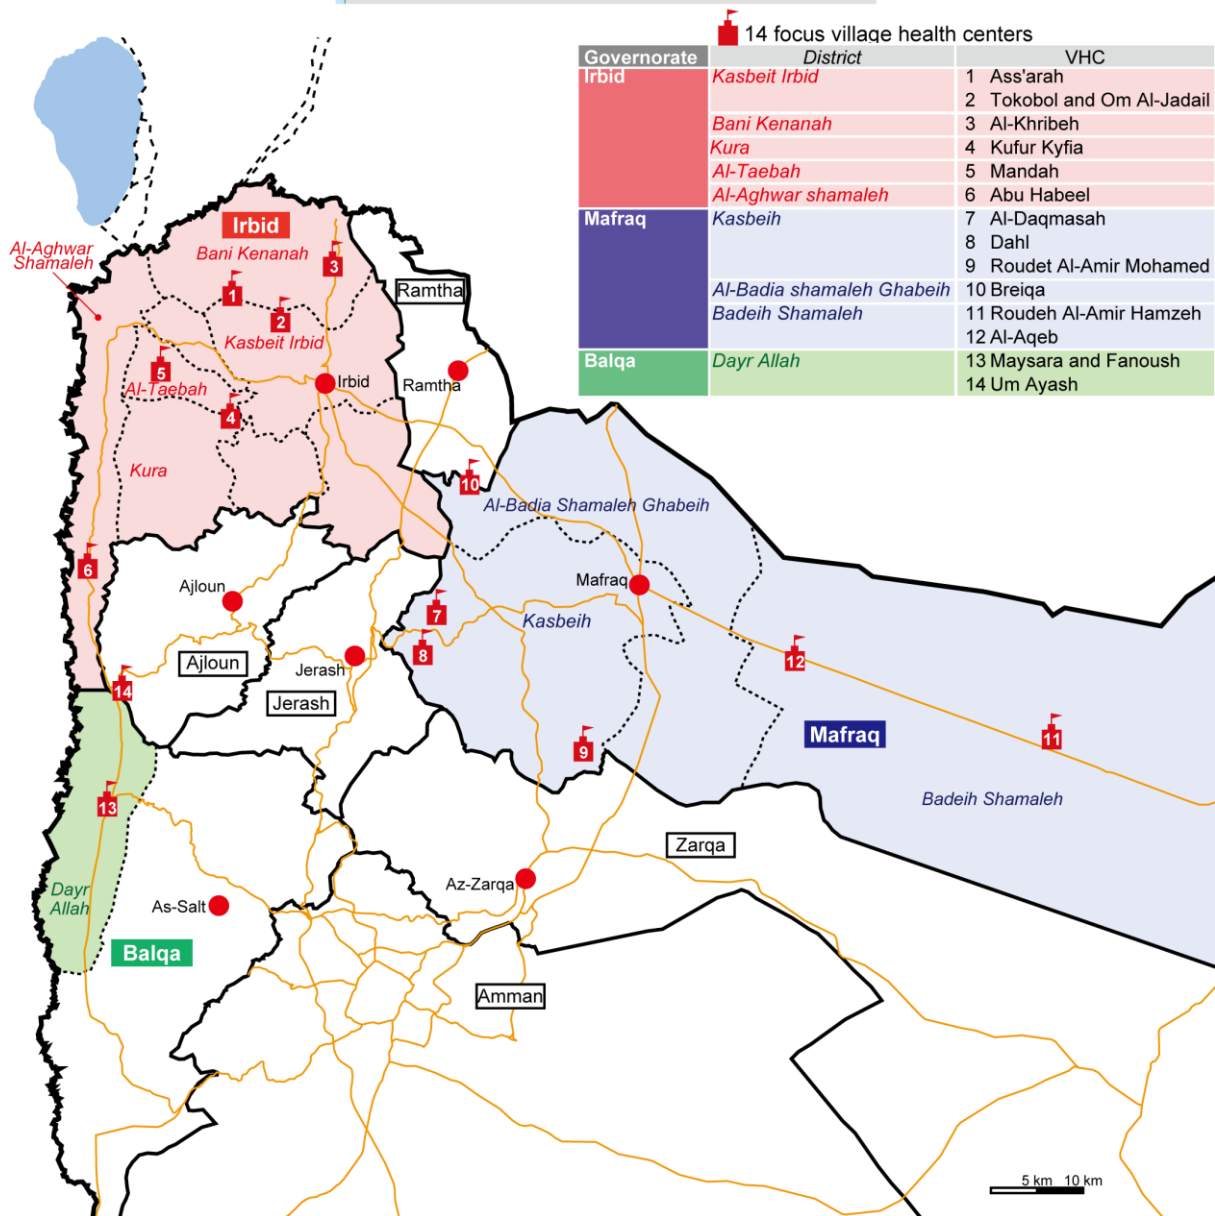 14 focus village health centers
Governorate District VHC
Irbid Kasbeit Irbid 1 Ass'arah
2 Tokobol and Om Al-Jadail
Bani Kenanah 3 Al-Khribeh
Kura 4 Kufur Kyfia
Al-Taebah 5 Mandah
Al-Aghwar shamaleh 6 Abu Habeel
Mafraq Kasbeih 7 Al-Daqmasah
8 Dahl
9 Roudet Al-Amir Mohamed
Al-Badia shamaleh Ghabeih 10 Breiqa
Badeih Shamaleh 11 Roudeh Al-Amir Hamzeh
12 Al-Aqeb
Balqa Dayr Allah 13 Maysara and Fanoush
14 Um Ayash
Irbid
Al-Aghwar
Shamaleh
Bani Kenanah
3
Ramtha
1
2
Kasbeit Irbid
5
Al-Taebah
Irbid
Ramtha
4
Kura
10
Al-Badia Shamaleh Ghabeih
6
Ajloun
Mafraq
7
Kasbeih
8
12
Ajloun
Jerash
14
Jerash
Mafraq
11
9
13
Badeih Shamaleh
Zarqa
Dayr
Allah
As-Salt
Az-Zarqa
Balqa
Amman
5 km 10 km